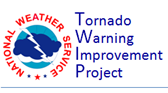 NATIONAL WEATHER SERVICE
Tornado
Warning
Improvement
Project